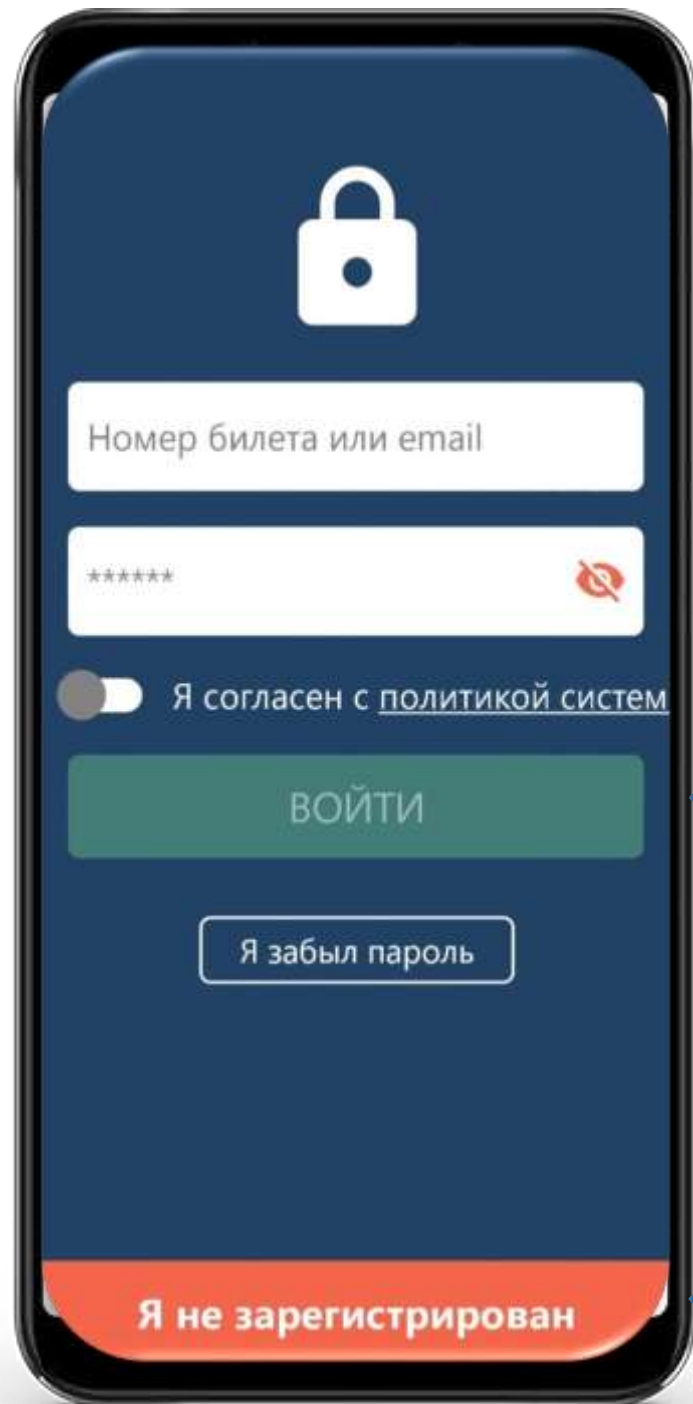 Номер билета или email
******
Я согласен с политикой систем
ВОЙТИ
Я забыл пароль
Я не зарегистрирован